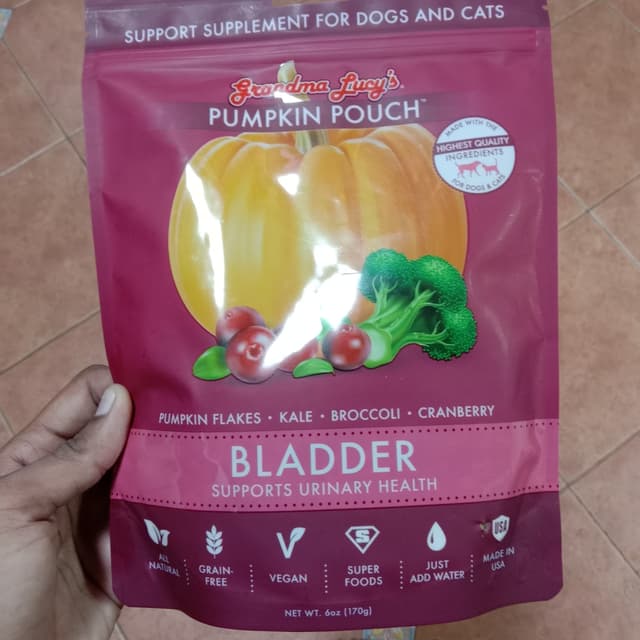 SUPPORT SUPPLEMENT FOR DOGS AND CATS
Grandma Lucy's
PUMPKIN POUCH™
MADE WITH THE
HIGHEST QUALITY
INGREDIENTS
FOR DOGS & CATS
PUMPKIN FLAKES • KALE • BROCCOLI • CRANBERRY
BLADDER
SUPPORTS URINARY HEALTH
ALL
NATURAL
GRAIN-
FREE
VEGAN
S
SUPER
FOODS
JUST
ADD WATER
USA
MADE IN
USA
NET WT. 6oz (170g)